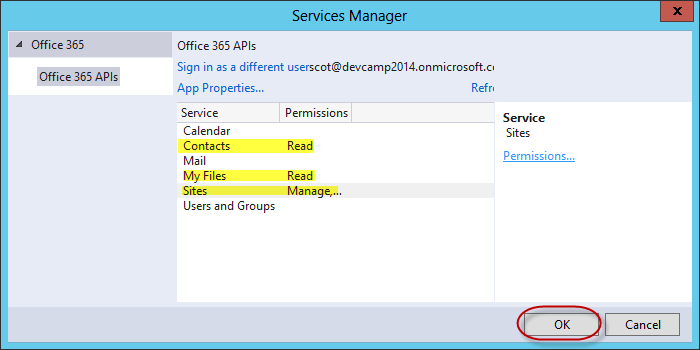 Services Manager
X
Office 365
Office 365 APIs
Office 365 APIs
Sign in as a different userscot@devcamp2014.onmicrosoft.cc
App Properties... Refre
Service Permissions
Calendar
Contacts Read
Mail
My Files Read
Sites Manage,...
Users and Groups
Service
Sites
Permissions...
OK Cancel